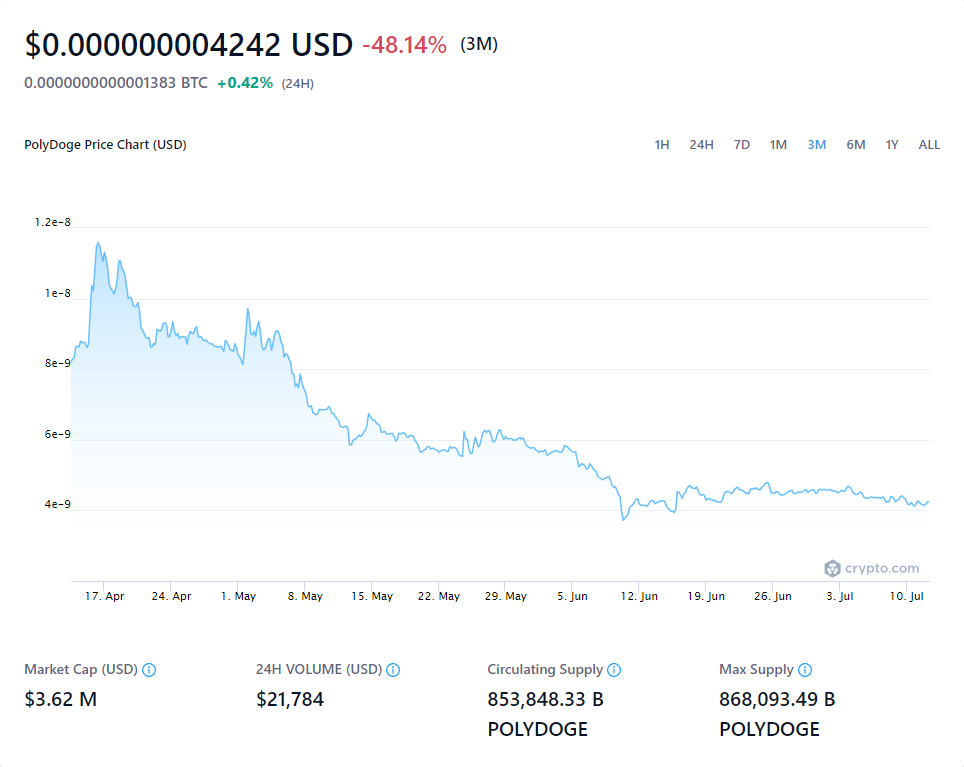 $0.000000004242 USD -48.14% (3M)
0.0000000000001383 BTC +0.42% (24H)
PolyDoge Price Chart (USD) 1H 24H 7D 1M 3M 6M 1Y ALL
1.2e-8
1e-8
8e-9
6e-9
4e-9
crypto.com
17. Apr 24. Apr 1. May 8. May 15. May 22. May 29. May 5. Jun 12. Jun 19. Jun 26. Jun 3. Jul 10. Jul
Market Cap (USD) 24H VOLUME (USD) Circulating Supply Max Supply
$3.62 M $21,784 853,848.33 B 868,093.49 B
POLYDOGE POLYDOGE